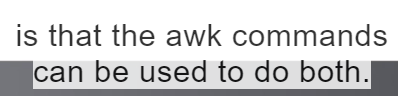 is that the awk commands
can be used to do both.